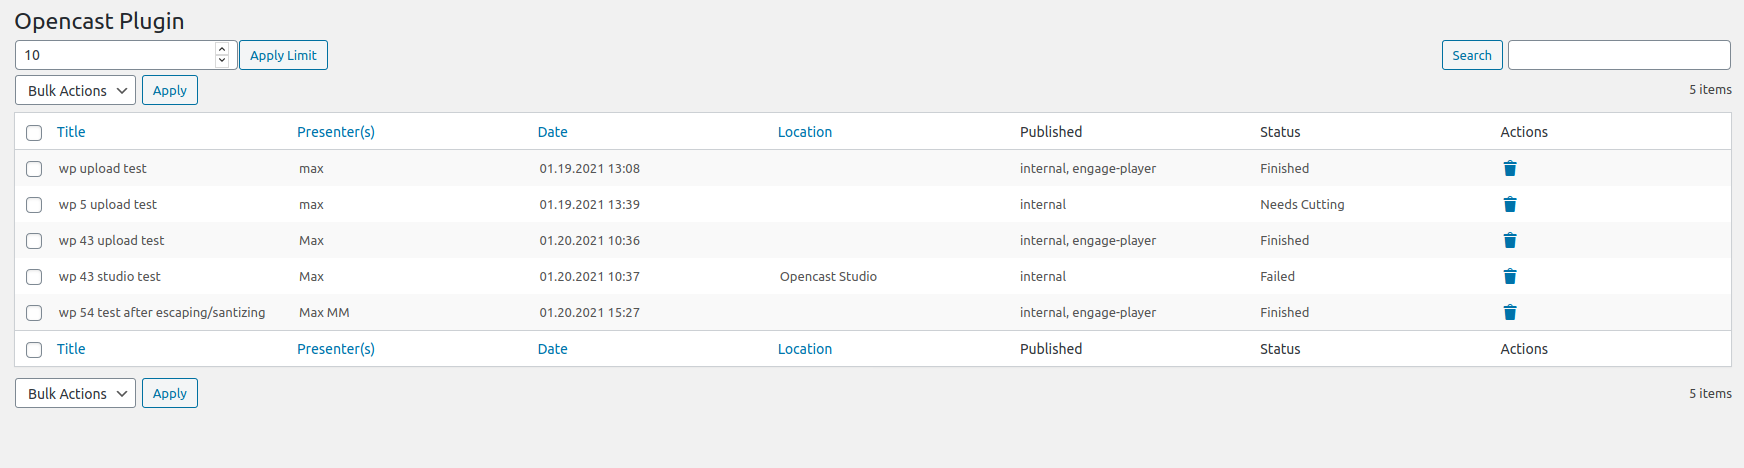 Opencast Plugin
10 Apply Limit Search
Bulk Actions Apply 5 items
Title Presenter(s) Date Location Published Status Actions
wp upload test max 01.19.2021 13:08 internal, engage-player Finished
wp 5 upload test max 01.19.2021 13:39 internal Needs Cutting
wp 43 upload test Max 01.20.2021 10:36 internal, engage-player Finished
wp 43 studio test Max 01.20.2021 10:37 Opencast Studio internal Failed
wp 54 test after escaping/santizing Max MM 01.20.2021 15:27 internal, engage-player Finished
Title Presenter(s) Date Location Published Status Actions
Bulk Actions Apply 5 items